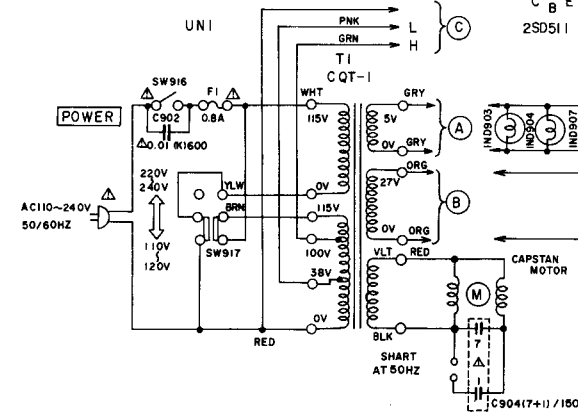 C B E
2SD511
UNI
PNK
L
GRN
H
C
T1
CQT-1
SW916
F1
WHT
115V
GRY
5V
POWER
C902
0.8A
0.01 (K)600
0V
GRY
A
IND903
IND904
IND907
220V
~
240V
YLW
0V
ORG
27V
B
AC110~240V
50/60HZ
BRN
115V
0V
ORG
110V
~
120V
SW917
100V
VLT
RED
CAPSTAN
MOTOR
38V
M
0V
RED
BLK
7
SHART
AT 50HZ
1
C904(7+1)/150